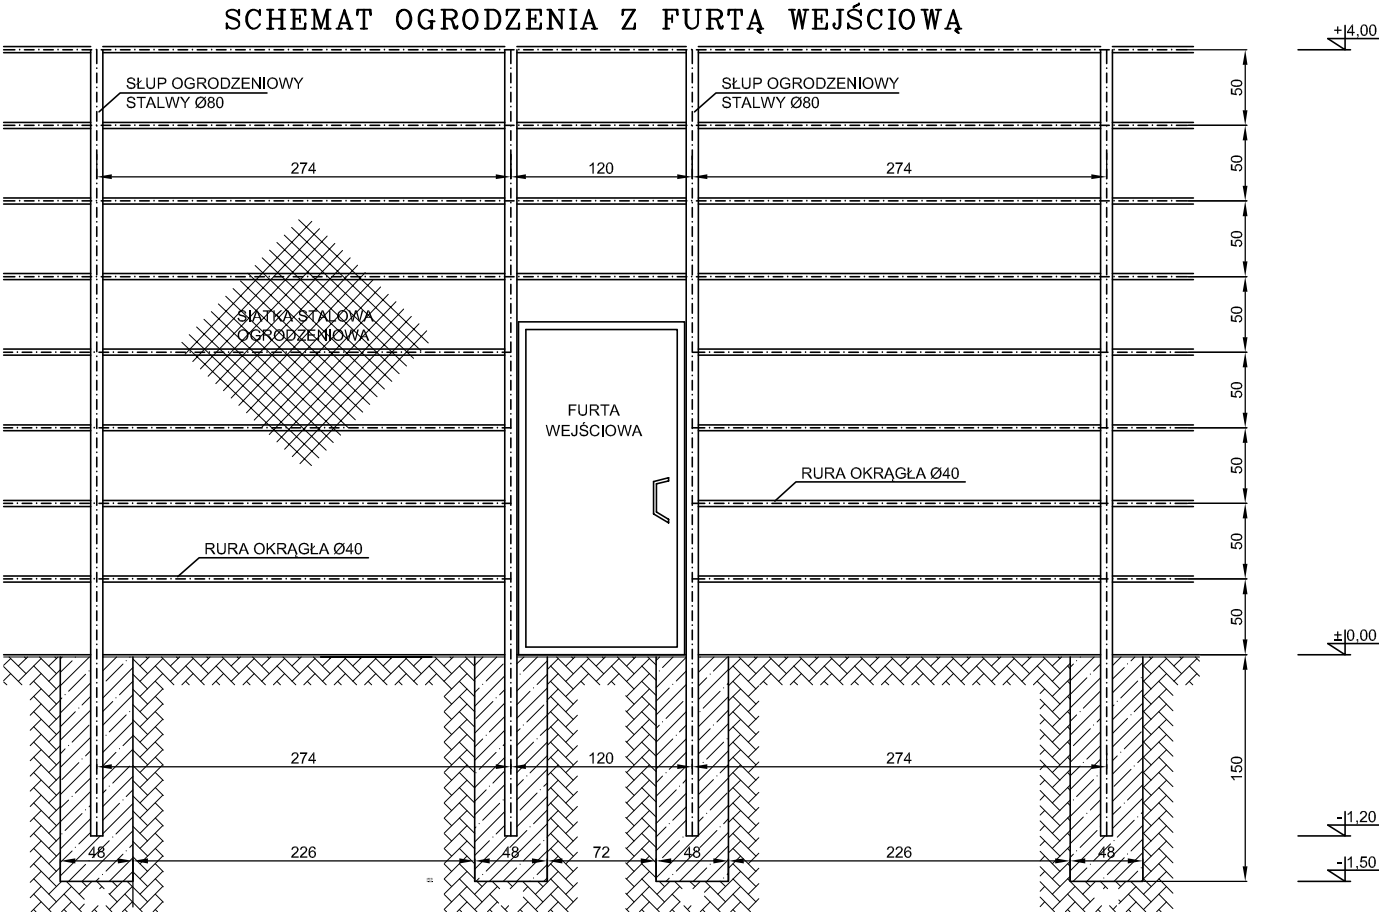 SCHEMAT OGRODZENIA Z FURTĄ WEJŚCIOWĄ
+4,00
SŁUP OGRODZENIOWY
STALWY Ø80
SŁUP OGRODZENIOWY
STALWY Ø80
50
50
274
120
274
50
50
SIATKA STALOWA
OGRODZENIOWA
50
FURTA
WEJŚCIOWA
50
RURA OKRĄGŁA Ø40
50
RURA OKRĄGŁA Ø40
50
±0,00
274
120
274
150
-1,20
48
226
48
72
48
226
48
-1,50